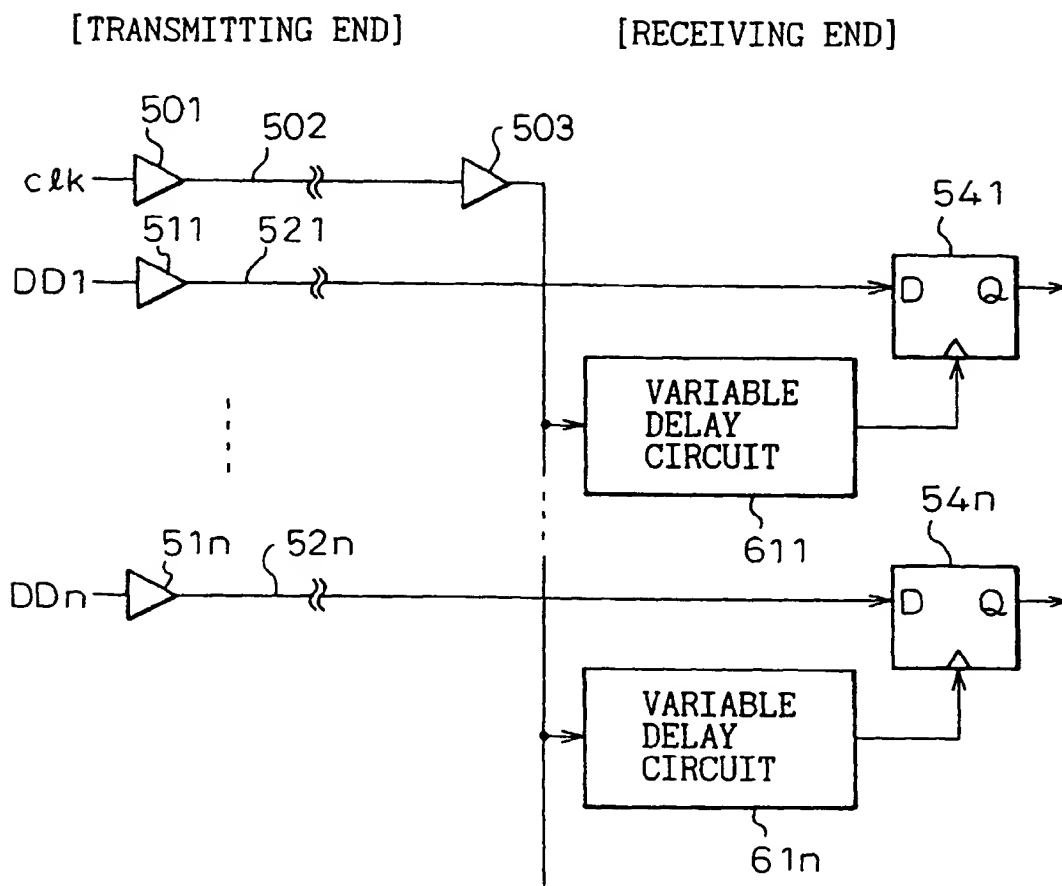 [TRANSMITTING END]
[RECEIVING END]
501
502
503
clk
541
511
521
DD1
D Q
VARIABLE
DELAY
CIRCUIT
611
54n
51n
52n
DDn
D Q
VARIABLE
DELAY
CIRCUIT
61n